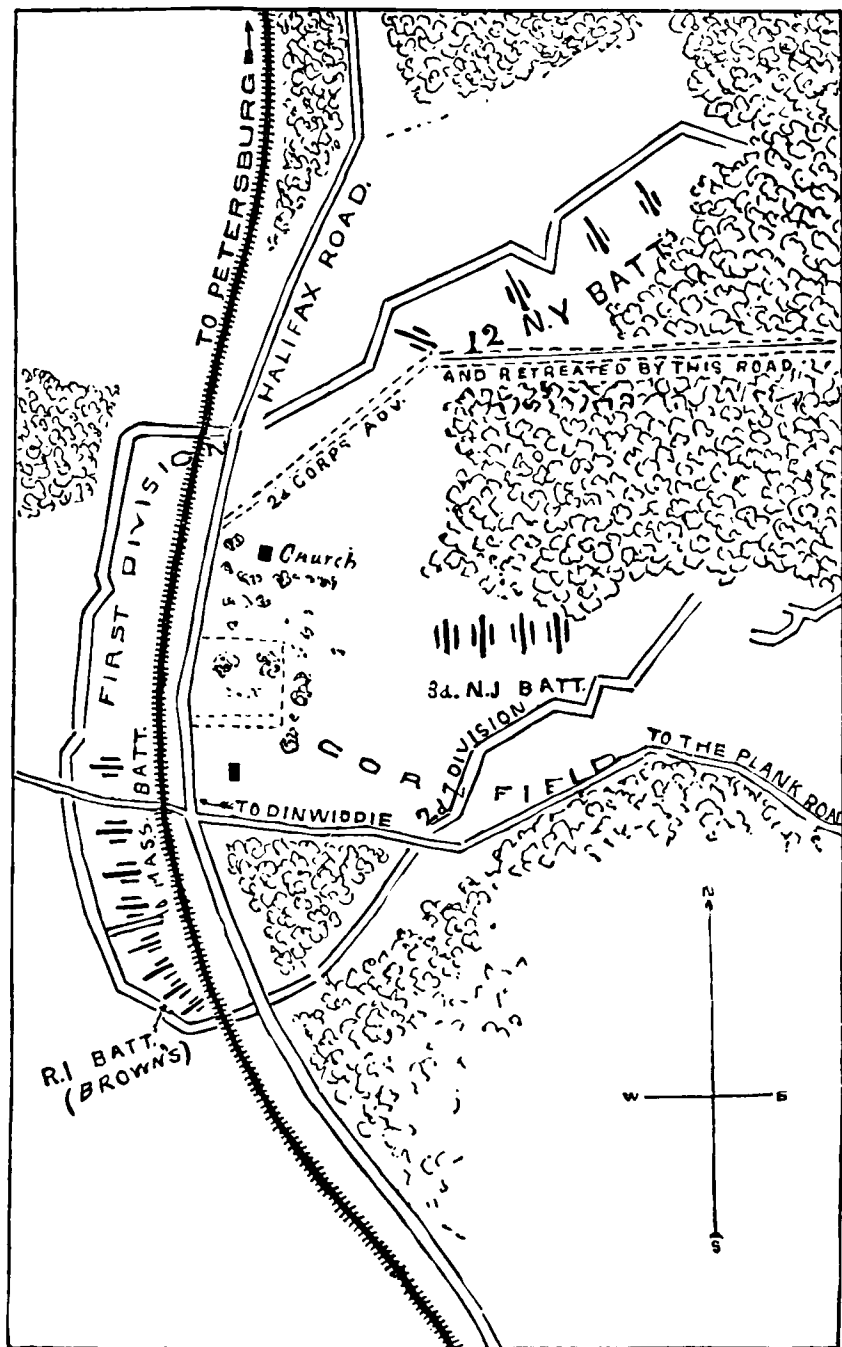 TO PETERSBURG
HALIFAX ROAD.
12 N.Y BATT.
AND RETREATED BY THIS ROAD,
2d CORPS ADV.
FIRST DIVISION
Church
3d. N.J BATT.
2d DIVISION
CORN FIELD
TO THE PLANK ROAD
TO DINWIDDIE
MASS. BATT.
R.I BATT.
(BROWN'S)
N
W E
S